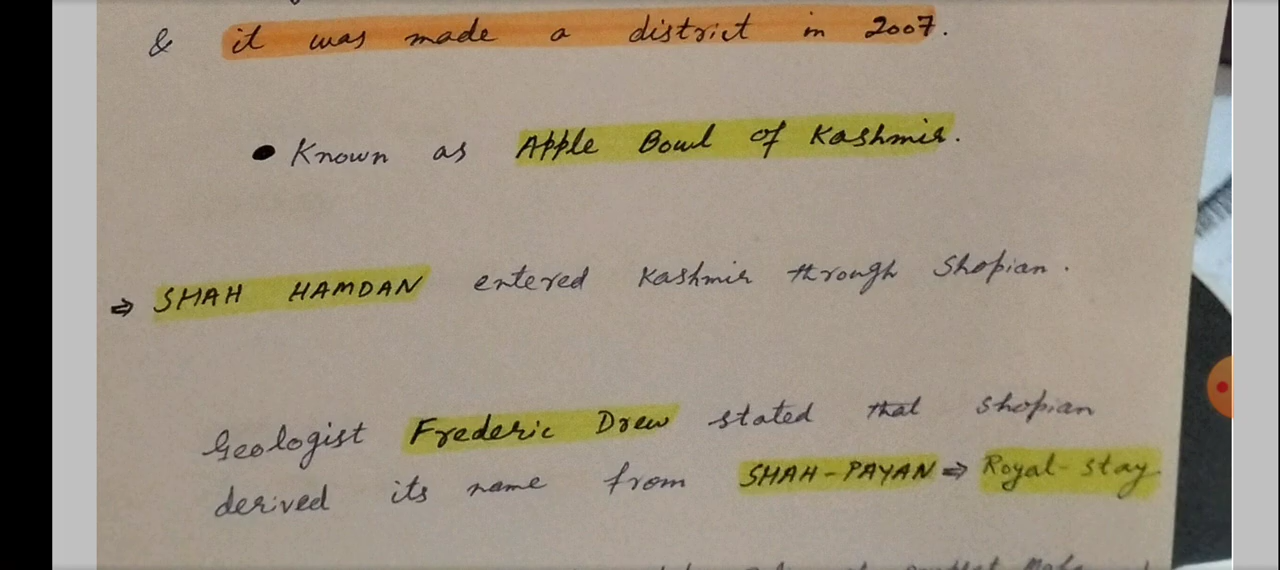 & it was made a district in 2007.
• Known as Apple Bowl of Kashmir.
⇒ SHAH HAMDAN entered Kashmir through Shopian.
Geologist Frederic Drew stated that Shopian
derived its name from SHAH-PAYAN ⇒ Royal-stay